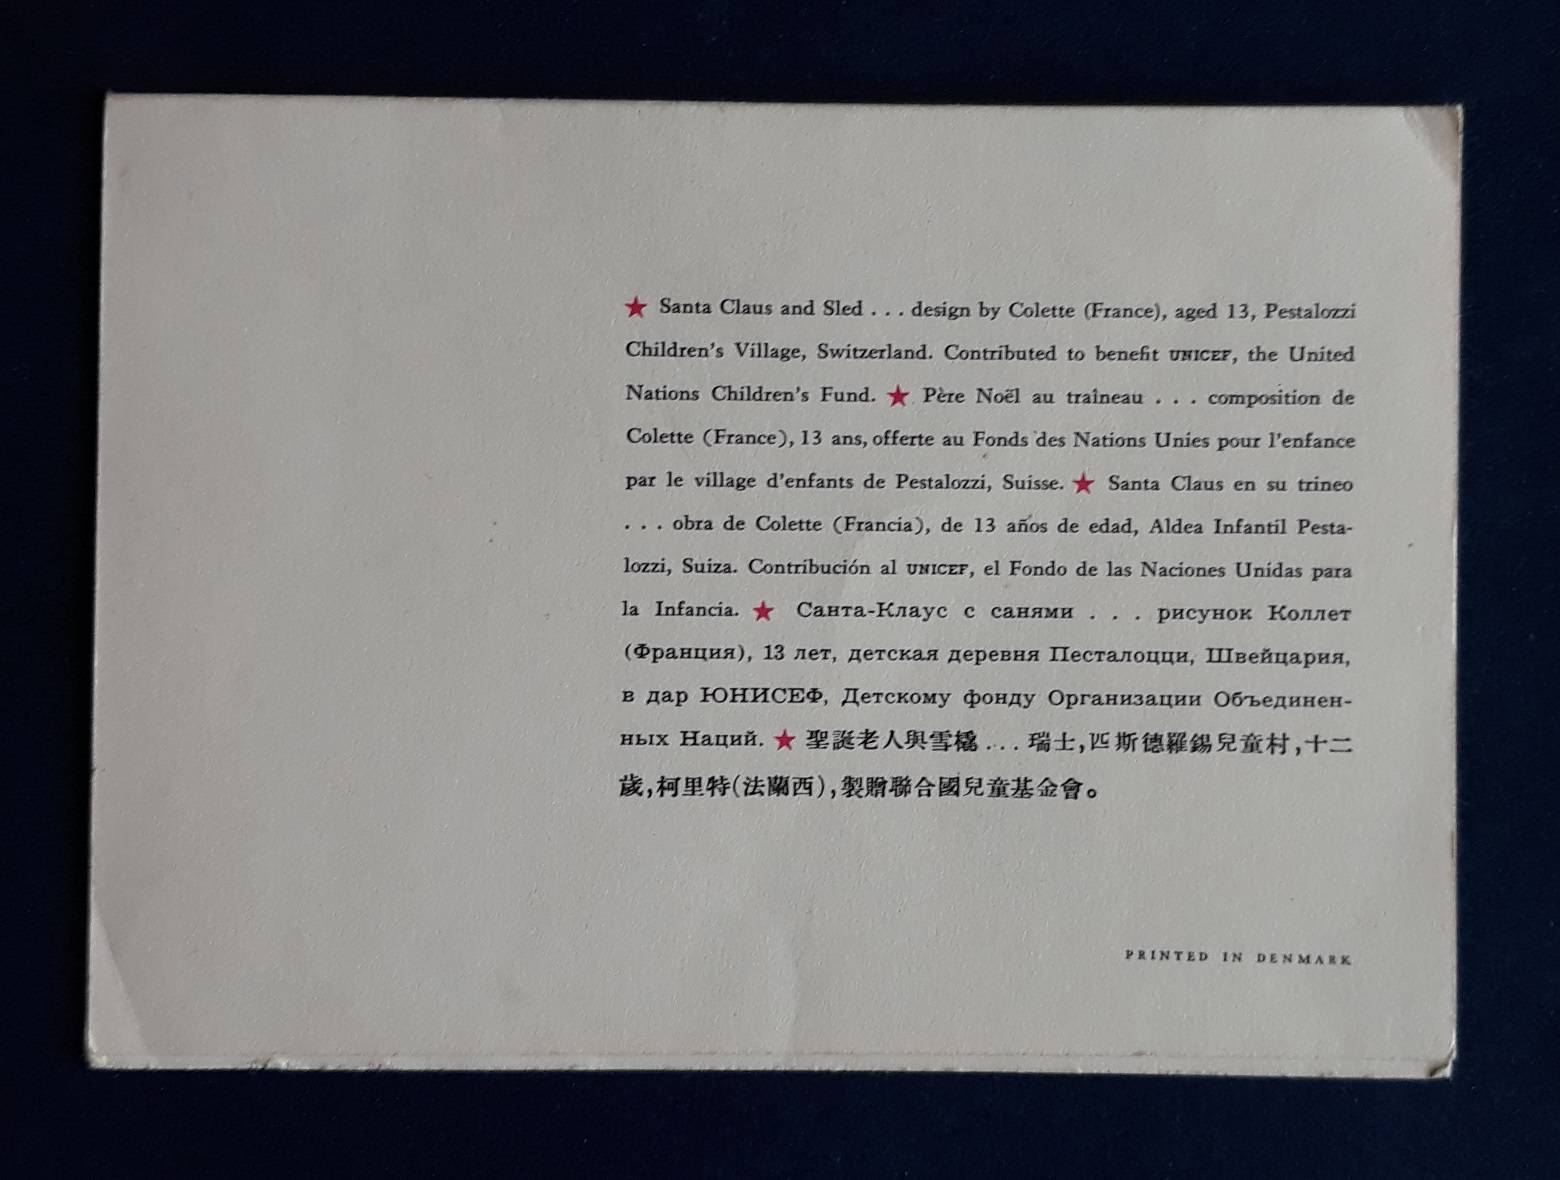 ★ Santa Claus and Sled . . . design by Colette (France), aged 13, Pestalozzi
Children's Village, Switzerland. Contributed to benefit UNICEF, the United
Nations Children's Fund. ★ Père Noël au traîneau . . . composition de
Colette (France), 13 ans, offerte au Fonds des Nations Unies pour l'enfance
par le village d'enfants de Pestalozzi, Suisse. ★ Santa Claus en su trineo
. . . obra de Colette (Francia), de 13 años de edad, Aldea Infantil Pesta-
lozzi, Suiza. Contribución al UNICEF, el Fondo de las Naciones Unidas para
la Infancia. ★ Санта-Клаус с санями . . . рисунок Коллет
(Франция), 13 лет, детская деревня Песталоцци, Швейцария,
в дар ЮНИСЕФ, Детскому фонду Организации Объединен-
ных Наций. ★ 聖誕老人與雪橇 . . . 瑞士,匹斯德羅錫兒童村,十二
歲,柯里特(法蘭西),製贈聯合國兒童基金會。
PRINTED IN DENMARK